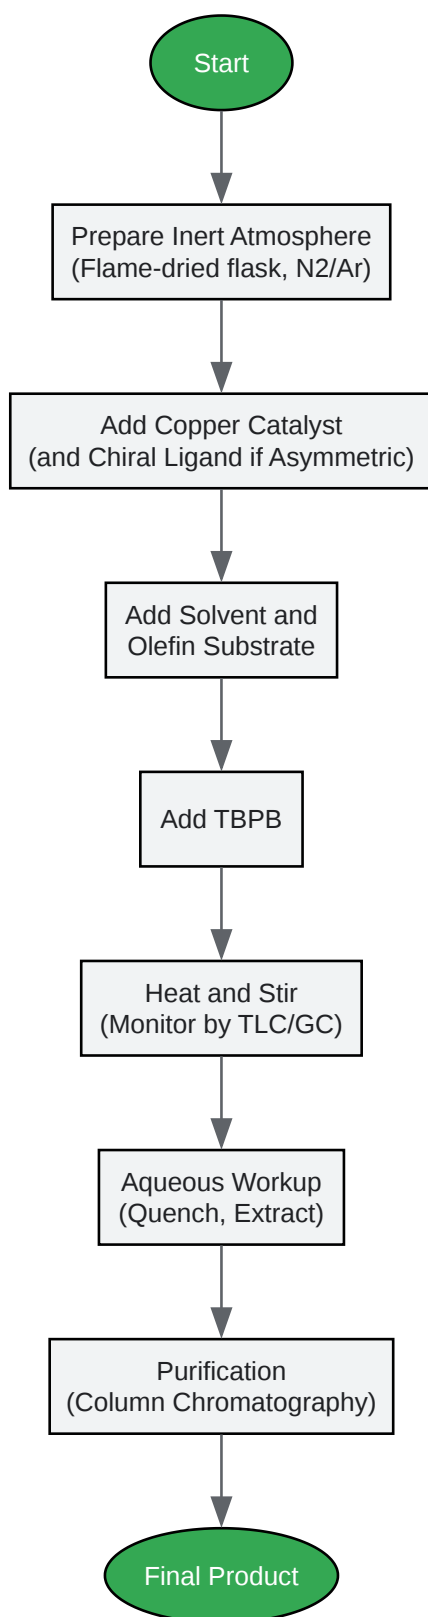 Start
Prepare Inert Atmosphere
(Flame-dried flask, N2/Ar)
Add Copper Catalyst
(and Chiral Ligand if Asymmetric)
Add Solvent and
Olefin Substrate
Add TBPB
Heat and Stir
(Monitor by TLC/GC)
Aqueous Workup
(Quench, Extract)
Purification
(Column Chromatography)
Final Product